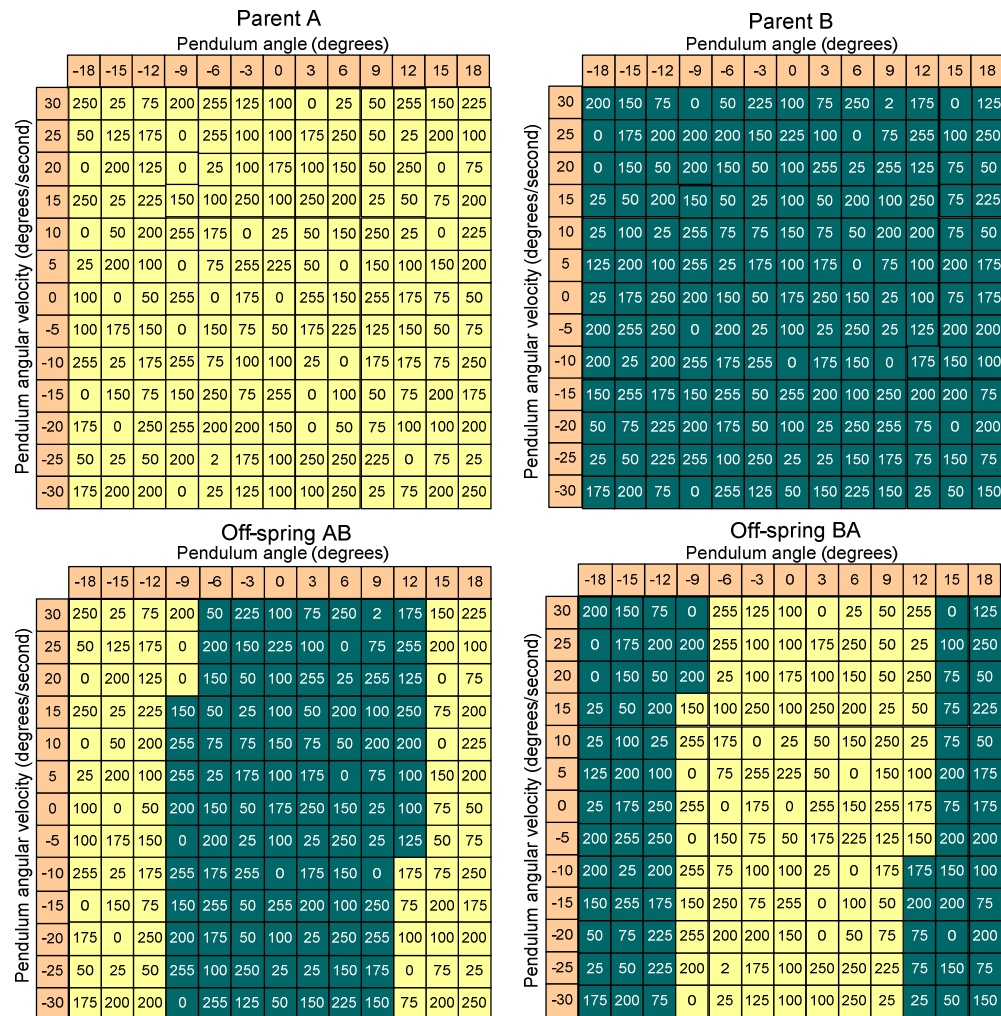 Parent A
Pendulum angle (degrees)
-18 -15 -12 -9 -6 -3 0 3 6 9 12 15 18
Pendulum angular velocity (degrees/second)
30 250 25 75 200 255 125 100 0 25 50 255 150 225
25 50 125 175 0 255 100 100 175 250 50 25 200 100
20 0 200 125 0 25 100 175 100 150 50 250 0 75
15 250 25 225 150 100 250 100 250 200 25 50 75 200
10 0 50 200 255 175 0 25 50 150 250 25 0 225
5 25 200 100 0 75 255 225 50 0 150 100 150 200
0 100 0 50 255 0 175 0 255 150 255 175 75 50
-5 100 175 150 0 150 75 50 175 225 125 150 50 75
-10 255 25 175 255 75 100 100 25 0 175 175 75 250
-15 0 150 75 150 250 75 255 0 100 50 75 200 175
-20 175 0 250 255 200 200 150 0 50 75 100 100 200
-25 50 25 50 200 2 175 100 250 250 225 0 75 25
-30 175 200 200 0 25 125 100 100 250 25 75 200 250
Parent B
Pendulum angle (degrees)
-18 -15 -12 -9 -6 -3 0 3 6 9 12 15 18
Pendulum angular velocity (degrees/second)
30 200 150 75 0 50 225 100 75 250 2 175 0 125
25 0 175 200 200 200 150 225 100 0 75 255 100 250
20 0 150 50 200 150 50 100 255 25 255 125 75 50
15 25 50 200 150 50 25 100 50 200 100 250 75 225
10 25 100 25 255 75 75 150 75 50 200 200 75 50
5 125 200 100 255 25 175 100 175 0 75 100 200 175
0 25 175 250 200 150 50 175 250 150 25 100 75 175
-5 200 255 250 0 200 25 100 25 250 25 125 200 200
-10 200 25 200 255 175 255 0 175 150 0 175 150 100
-15 150 255 175 150 255 50 255 200 100 250 200 200 75
-20 50 75 225 200 175 50 100 25 250 255 75 0 200
-25 25 50 225 255 100 250 25 25 150 175 75 150 75
-30 175 200 75 0 255 125 50 150 225 150 25 50 150
Off-spring AB
Pendulum angle (degrees)
-18 -15 -12 -9 -6 -3 0 3 6 9 12 15 18
Pendulum angular velocity (degrees/second)
30 250 25 75 200 50 225 100 75 250 2 175 150 225
25 50 125 175 0 200 150 225 100 0 75 255 200 100
20 0 200 125 0 150 50 100 255 25 255 125 0 75
15 250 25 225 150 50 25 100 50 200 100 250 75 200
10 0 50 200 255 75 75 150 75 50 200 200 0 225
5 25 200 100 255 25 175 100 175 0 75 100 150 200
0 100 0 50 200 150 50 175 250 150 25 100 75 50
-5 100 175 150 0 200 25 100 25 250 25 125 50 75
-10 255 25 175 255 175 255 0 175 150 0 175 75 250
-15 0 150 75 150 255 50 255 200 100 250 75 200 175
-20 175 0 250 200 175 50 100 25 250 255 100 100 200
-25 50 25 50 255 100 250 25 25 150 175 0 75 25
-30 175 200 200 0 255 125 50 150 225 150 75 200 250
Off-spring BA
Pendulum angle (degrees)
-18 -15 -12 -9 -6 -3 0 3 6 9 12 15 18
Pendulum angular velocity (degrees/second)
30 200 150 75 0 255 125 100 0 25 50 255 0 125
25 0 175 200 200 255 100 100 175 250 50 25 100 250
20 0 150 50 200 25 100 175 100 150 50 250 75 50
15 25 50 200 150 100 250 100 250 200 25 50 75 225
10 25 100 25 255 175 0 25 50 150 250 25 75 50
5 125 200 100 0 75 255 225 50 0 150 100 200 175
0 25 175 250 255 0 175 0 255 150 255 175 75 175
-5 200 255 250 0 150 75 50 175 225 125 150 200 200
-10 200 25 200 255 75 100 100 25 0 175 175 150 100
-15 150 255 175 150 250 75 255 0 100 50 200 200 75
-20 50 75 225 255 200 200 150 0 50 75 75 0 200
-25 25 50 225 200 2 175 100 250 250 225 75 150 75
-30 175 200 75 0 25 125 100 100 250 25 25 50 150